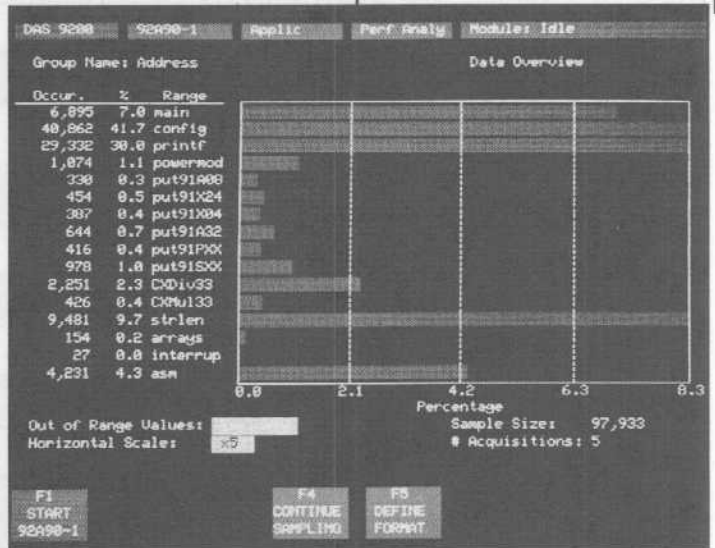 DAS 9200 92A90-1 Applic Perf Analy Module: Idle
Group Name: Address Data Overview
Occur. % Range
6,895 7.0 main
40,862 41.7 config
29,332 30.0 printf
1,074 1.1 powermod
330 0.3 put91A08
454 0.5 put91X24
387 0.4 put91X04
644 0.7 put91A32
416 0.4 put91PXX
978 1.0 put91SXX
2,251 2.3 CXDiv33
426 0.4 CXMul33
9,481 9.7 strlen
154 0.2 arrays
27 0.0 interrup
4,231 4.3 asm
0.0 2.1 4.2 6.3 8.3
Percentage
Out of Range Values: Sample Size: 97,933
Horizontal Scale: x5 # Acquisitions: 5
F1 F4 F5
START CONTINUE DEFINE
92A90-1 SAMPLING FORMAT